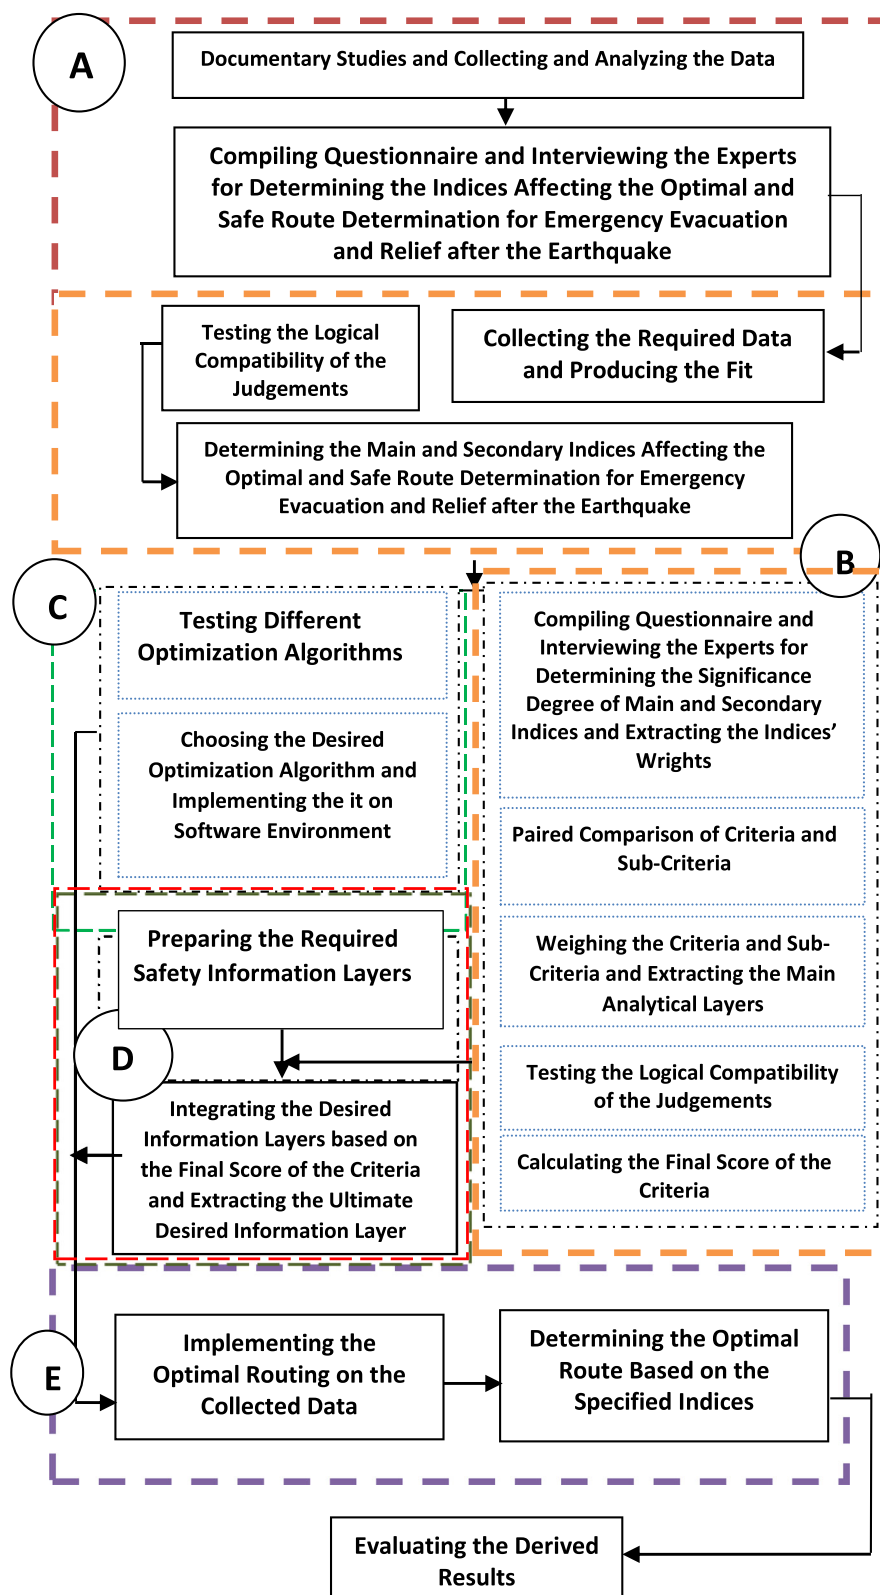 A
Documentary Studies and Collecting and Analyzing the Data
Compiling Questionnaire and Interviewing the Experts
for Determining the Indices Affecting the Optimal and
Safe Route Determination for Emergency Evacuation
and Relief after the Earthquake
Testing the Logical
Compatibility of the
Judgements
Collecting the Required Data
and Producing the Fit
Determining the Main and Secondary Indices Affecting the
Optimal and Safe Route Determination for Emergency
Evacuation and Relief after the Earthquake
B
C
Testing Different
Optimization Algorithms
Choosing the Desired
Optimization Algorithm and
Implementing the it on
Software Environment
Compiling Questionnaire and
Interviewing the Experts for
Determining the Significance
Degree of Main and Secondary
Indices and Extracting the Indices’
Wrights
Paired Comparison of Criteria and
Sub-Criteria
Weighing the Criteria and Sub-
Criteria and Extracting the Main
Analytical Layers
Testing the Logical Compatibility
of the Judgements
Calculating the Final Score of the
Criteria
Preparing the Required
Safety Information Layers
D
Integrating the Desired
Information Layers based on
the Final Score of the Criteria
and Extracting the Ultimate
Desired Information Layer
E
Implementing the
Optimal Routing on the
Collected Data
Determining the Optimal
Route Based on the
Specified Indices
Evaluating the Derived
Results